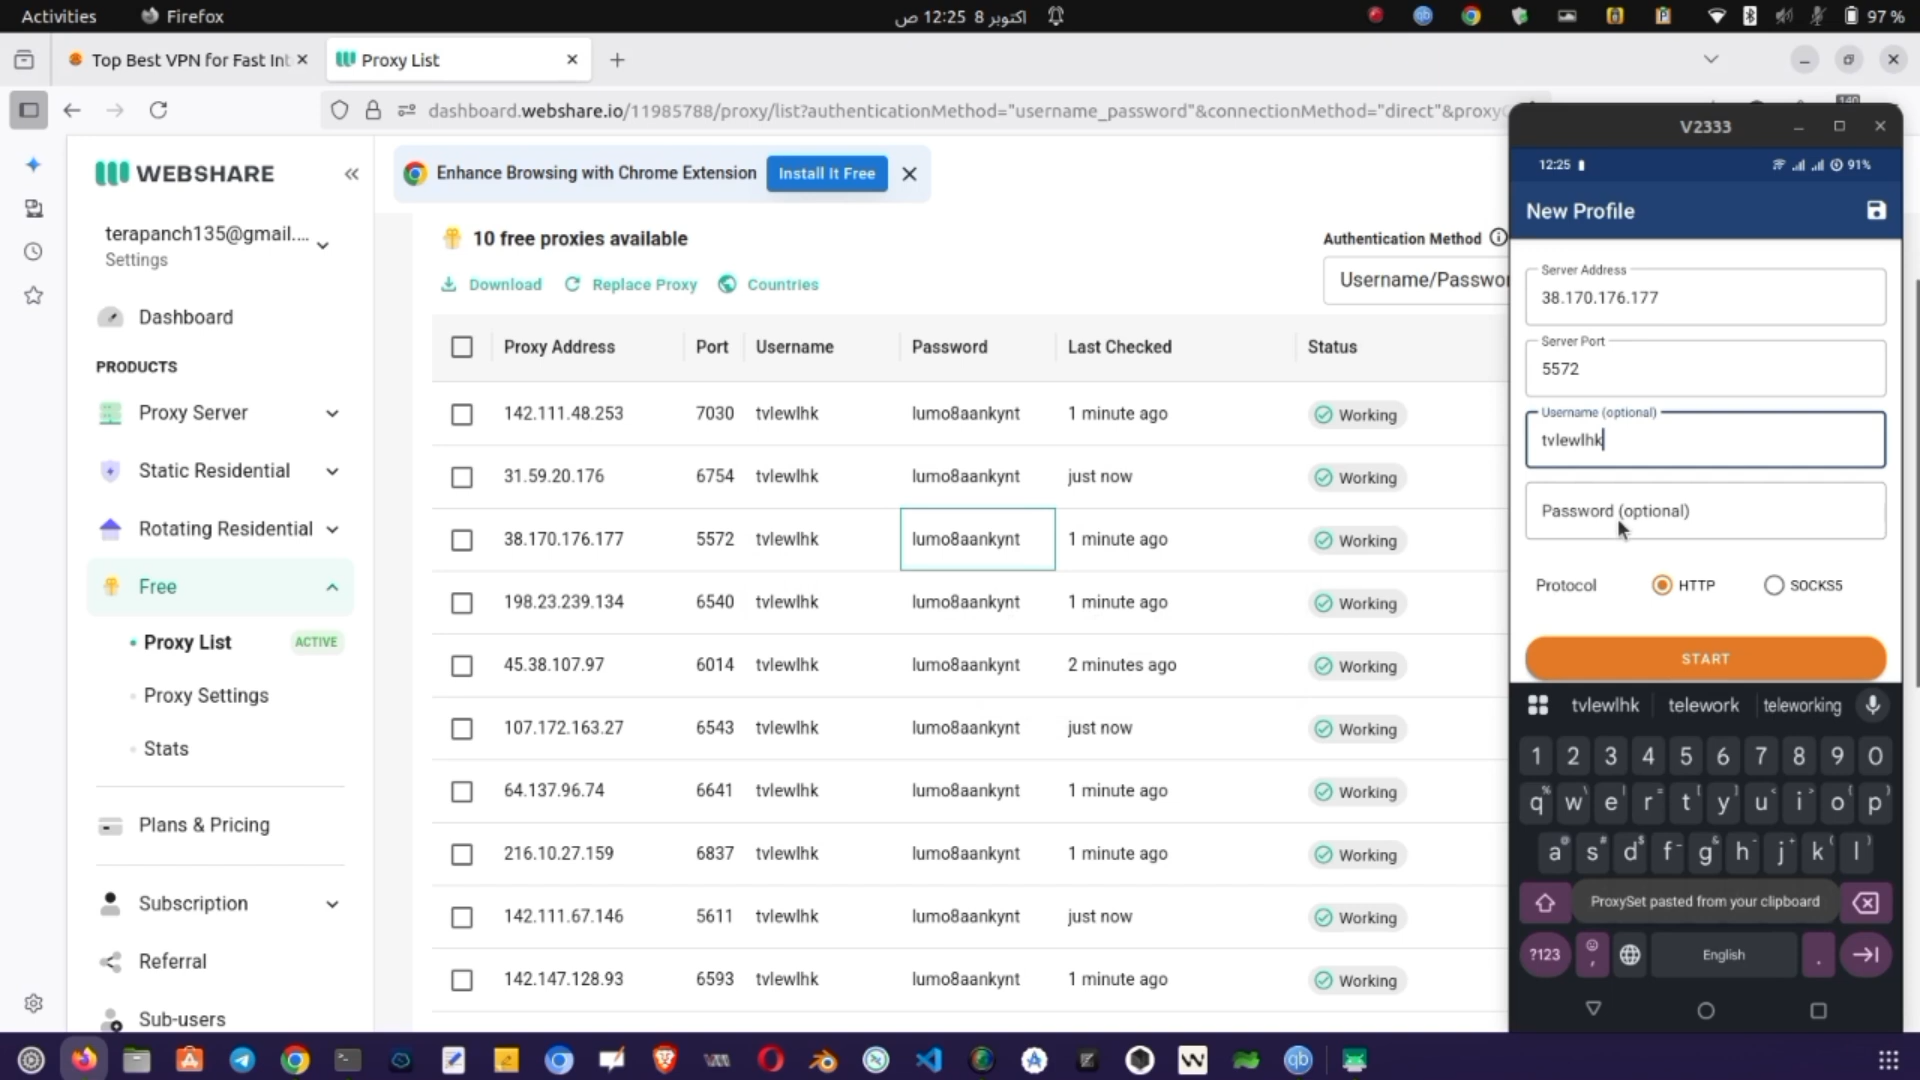 Activities
Firefox
اكتوبر 8 12:25 ص
97 %
Top Best VPN for Fast Int
Proxy List
dashboard.webshare.io/11985788/proxy/list?authenticationMethod="username_password"&connectionMethod="direct"&proxy
WEBSHARE
terapanch135@gmail....
Settings
Dashboard
PRODUCTS
Proxy Server
Static Residential
Rotating Residential
Free
Proxy List ACTIVE
Proxy Settings
Stats
Plans & Pricing
Subscription
Referral
Sub-users
Enhance Browsing with Chrome Extension
Install It Free
10 free proxies available
Authentication Method
Download
Replace Proxy
Countries
Username/Passwor
Proxy Address Port Username Password Last Checked Status
142.111.48.253 7030 tvlewlhk lumo8aankynt 1 minute ago Working
31.59.20.176 6754 tvlewlhk lumo8aankynt just now Working
38.170.176.177 5572 tvlewlhk lumo8aankynt 1 minute ago Working
198.23.239.134 6540 tvlewlhk lumo8aankynt 1 minute ago Working
45.38.107.97 6014 tvlewlhk lumo8aankynt 2 minutes ago Working
107.172.163.27 6543 tvlewlhk lumo8aankynt just now Working
64.137.96.74 6641 tvlewlhk lumo8aankynt 1 minute ago Working
216.10.27.159 6837 tvlewlhk lumo8aankynt 1 minute ago Working
142.111.67.146 5611 tvlewlhk lumo8aankynt just now Working
142.147.128.93 6593 tvlewlhk lumo8aankynt 1 minute ago Working
V2333
12:25
91%
New Profile
Server Address
38.170.176.177
Server Port
5572
Username (optional)
tvlewlhk
Password (optional)
Protocol HTTP SOCKS5
START
tvlewlhk telework teleworking
1 2 3 4 5 6 7 8 9 0
q w e r t y u i o p
a s d f g h j k l
ProxySet pasted from your clipboard
?123 , English .